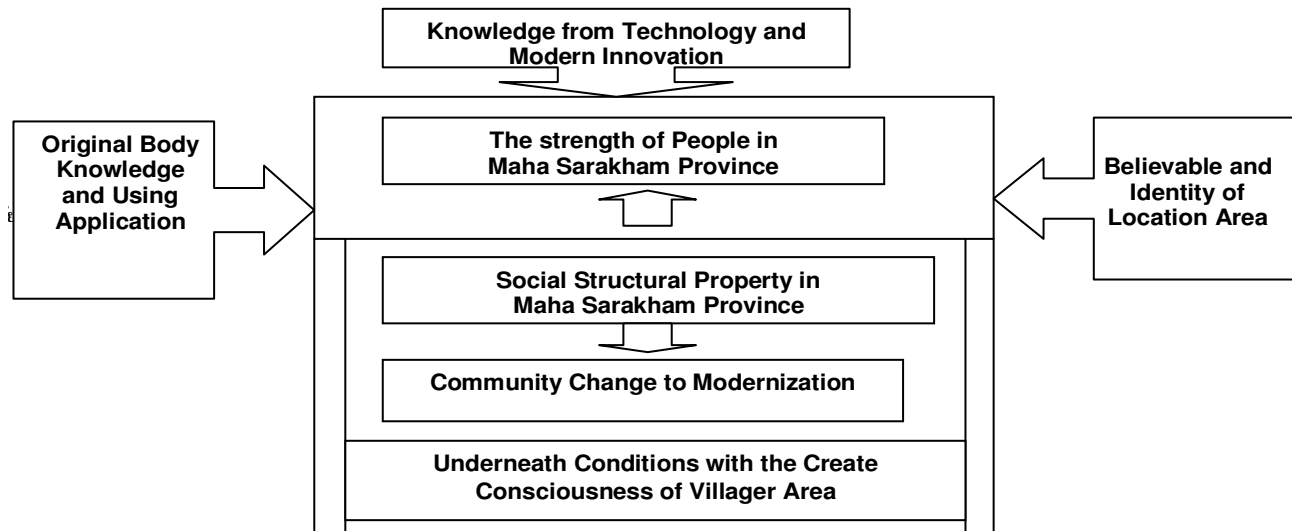 Knowledge from Technology and
Modern Innovation
Original Body
Knowledge
and Using
Application
The strength of People in
Maha Sarakham Province
Believable and
Identity of
Location Area
Social Structural Property in
Maha Sarakham Province
Community Change to Modernization
Underneath Conditions with the Create
Consciousness of Villager Area